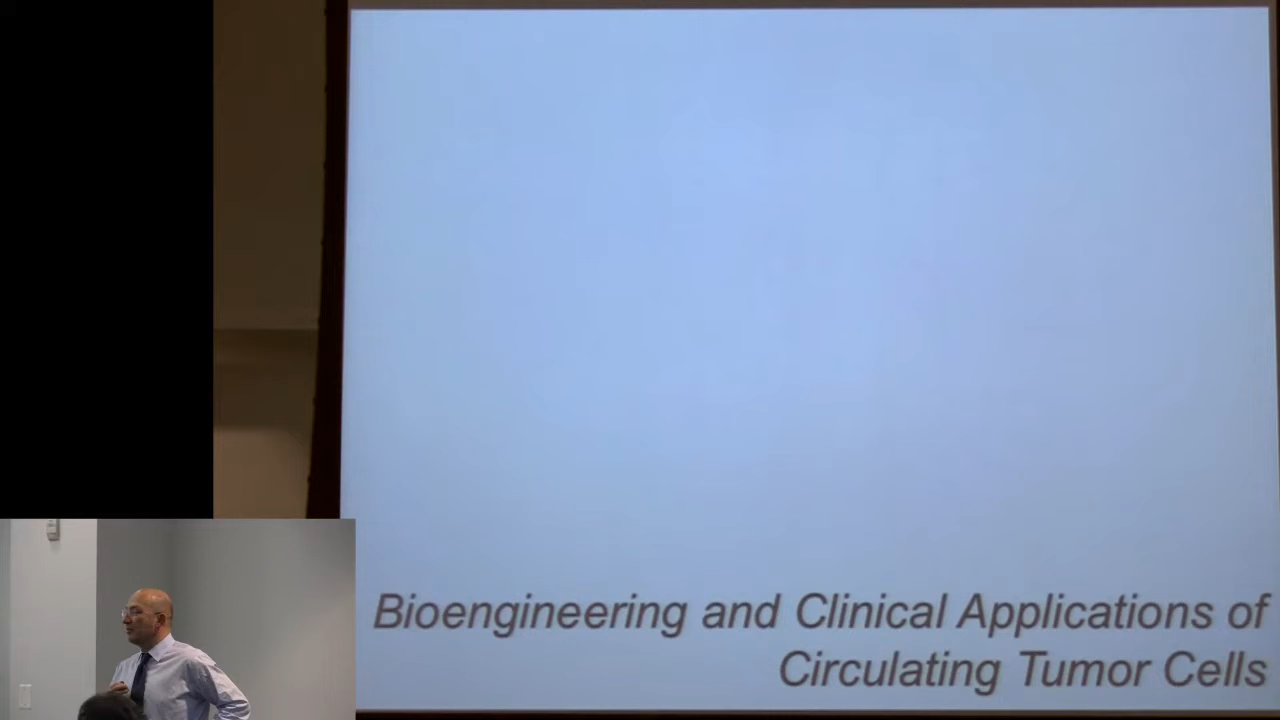 Bioengineering and Clinical Applications of
Circulating Tumor Cells